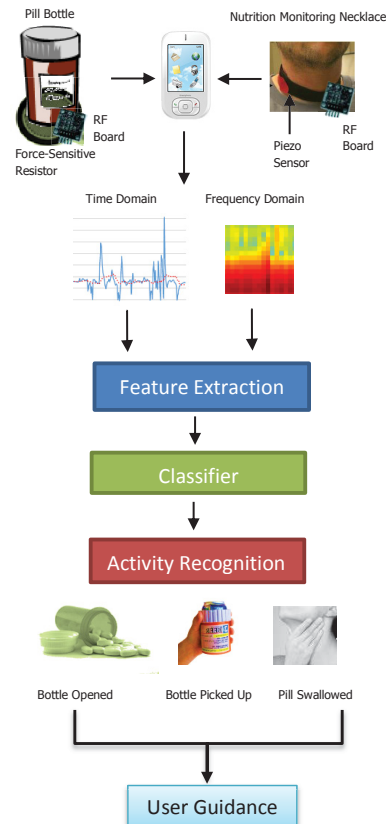 Pill Bottle
Nutrition Monitoring Necklace
RF
Board
Force-Sensitive
Resistor
Piezo
Sensor
RF
Board
Time Domain
Frequency Domain
Feature Extraction
Classifier
Activity Recognition
Bottle Opened
Bottle Picked Up
Pill Swallowed
User Guidance